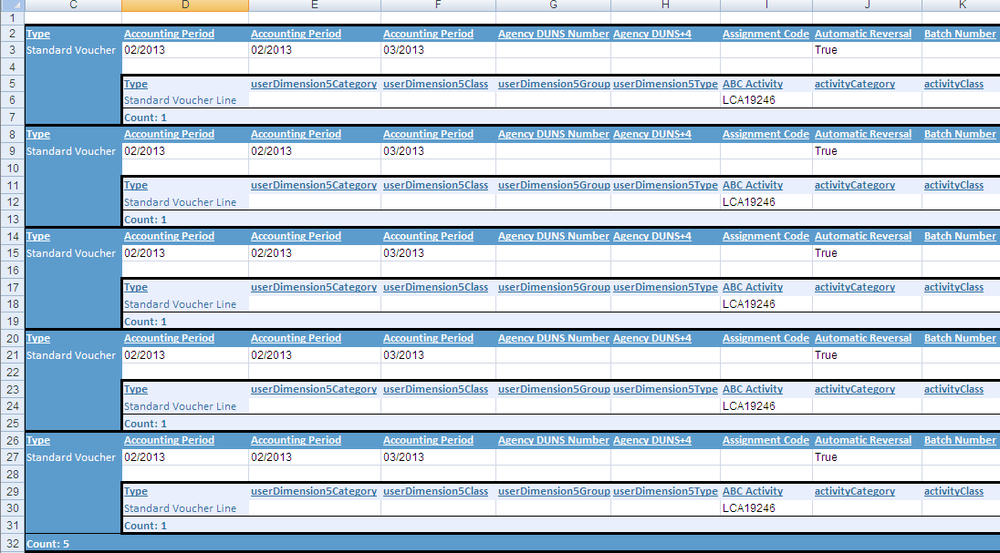 C D E F G H I J K
1
2 Type Accounting Period Accounting Period Accounting Period Agency DUNS Number Agency DUNS+4 Assignment Code Automatic Reversal Batch Number
3 Standard Voucher 02/2013 02/2013 03/2013 True
4
5 Type userDimension5Category userDimension5Class userDimension5Group userDimension5Type ABC Activity activityCategory activityClass
6 Standard Voucher Line LCA19246
7 Count: 1
8 Type Accounting Period Accounting Period Accounting Period Agency DUNS Number Agency DUNS+4 Assignment Code Automatic Reversal Batch Number
9 Standard Voucher 02/2013 02/2013 03/2013 True
10
11 Type userDimension5Category userDimension5Class userDimension5Group userDimension5Type ABC Activity activityCategory activityClass
12 Standard Voucher Line LCA19246
13 Count: 1
14 Type Accounting Period Accounting Period Accounting Period Agency DUNS Number Agency DUNS+4 Assignment Code Automatic Reversal Batch Number
15 Standard Voucher 02/2013 02/2013 03/2013 True
16
17 Type userDimension5Category userDimension5Class userDimension5Group userDimension5Type ABC Activity activityCategory activityClass
18 Standard Voucher Line LCA19246
19 Count: 1
20 Type Accounting Period Accounting Period Accounting Period Agency DUNS Number Agency DUNS+4 Assignment Code Automatic Reversal Batch Number
21 Standard Voucher 02/2013 02/2013 03/2013 True
22
23 Type userDimension5Category userDimension5Class userDimension5Group userDimension5Type ABC Activity activityCategory activityClass
24 Standard Voucher Line LCA19246
25 Count: 1
26 Type Accounting Period Accounting Period Accounting Period Agency DUNS Number Agency DUNS+4 Assignment Code Automatic Reversal Batch Number
27 Standard Voucher 02/2013 02/2013 03/2013 True
28
29 Type userDimension5Category userDimension5Class userDimension5Group userDimension5Type ABC Activity activityCategory activityClass
30 Standard Voucher Line LCA19246
31 Count: 1
32 Count: 5